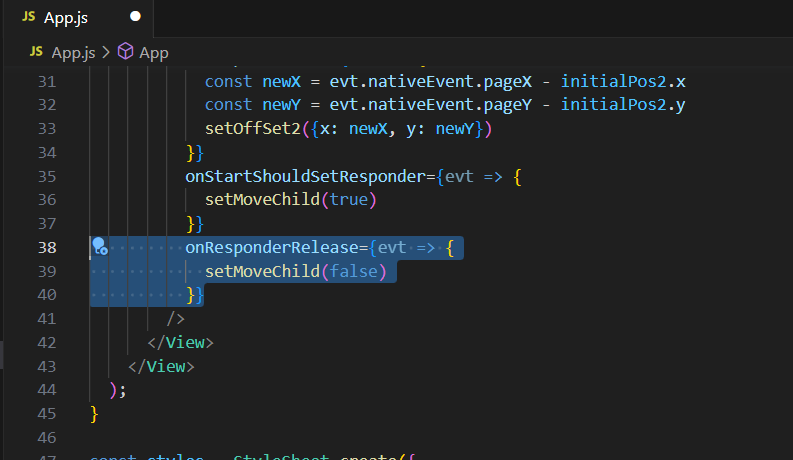 JS App.js
JS App.js > App
31 const newX = evt.nativeEvent.pageX - initialPos2.x
32 const newY = evt.nativeEvent.pageY - initialPos2.y
33 setOffSet2({x: newX, y: newY})
34 }}
35 onStartShouldSetResponder={evt => {
36 setMoveChild(true)
37 }}
38 onResponderRelease={evt => {
39 setMoveChild(false)
40 }}
41 />
42 </View>
43 </View>
44 );
45 }
46
47 const styles = StyleSheet.create({